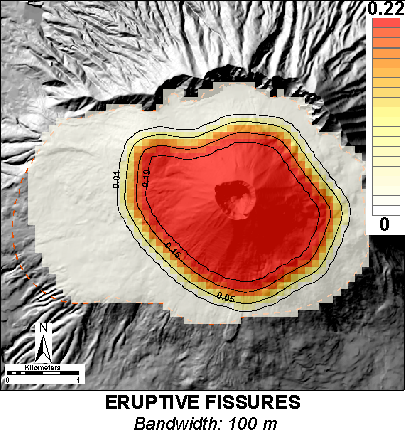 0.22
0
0.01
0.10
0.15
0.05
N
Kilometers
0 1
ERUPTIVE FISSURES
Bandwidth: 100 m